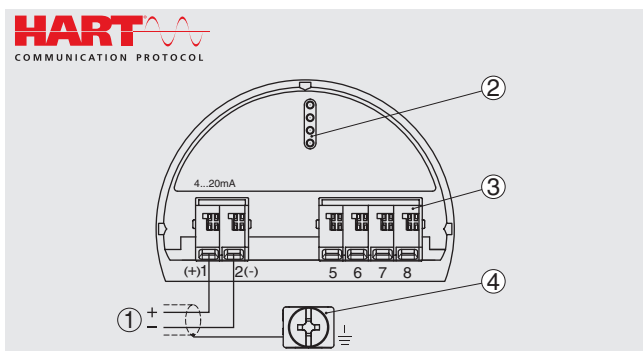 HART
COMMUNICATION PROTOCOL
2
3
4...20mA
(+)1 2(-) 5 6 7 8
4
1 +
−